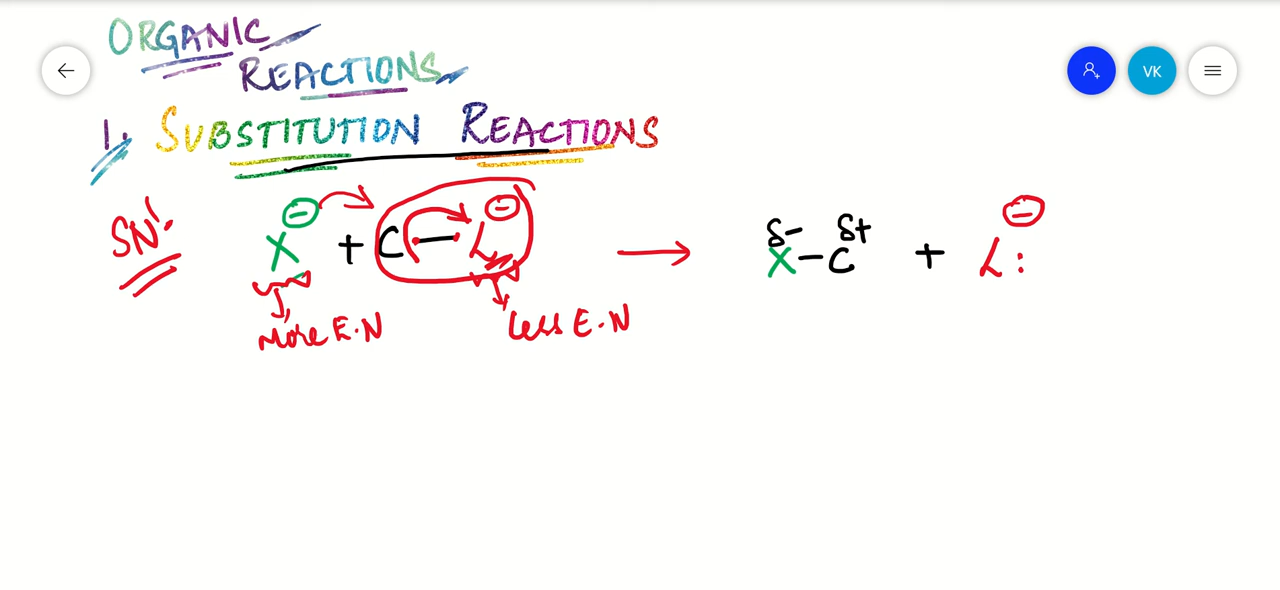 ORGANIC
REACTIONS
1. SUBSTITUTION REACTIONS
SN¹:
X⊖ + C—L⊖ → δ- X—C δ+ + L:⊖
More E.N
Less E.N
VK